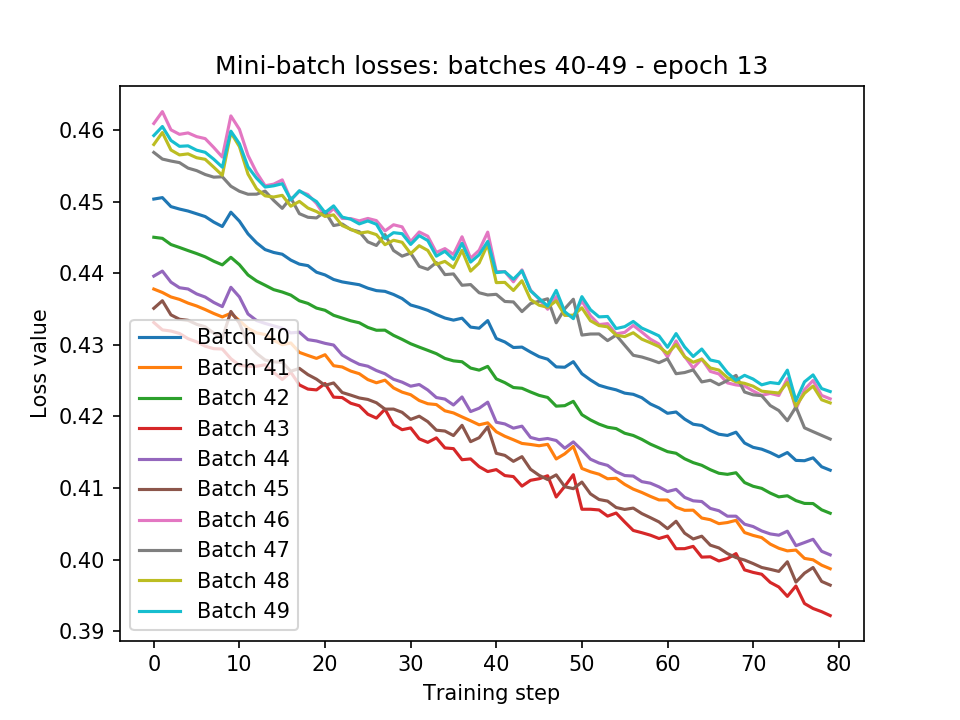 Mini-batch losses: batches 40-49 - epoch 13
0.46
0.45
0.44
0.43
0.42
0.41
0.40
0.39
Loss value
Batch 40
Batch 41
Batch 42
Batch 43
Batch 44
Batch 45
Batch 46
Batch 47
Batch 48
Batch 49
0 10 20 30 40 50 60 70 80
Training step